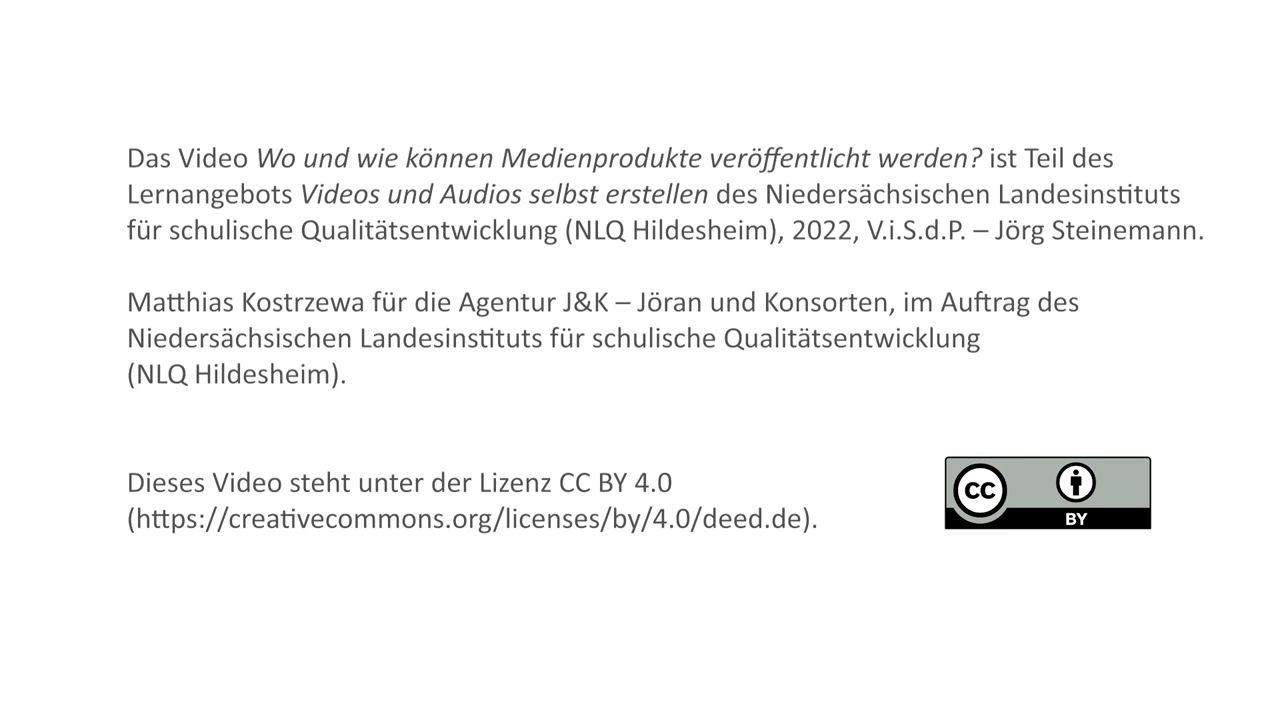 Das Video Wo und wie können Medienprodukte veröffentlicht werden? ist Teil des
Lernangebots Videos und Audios selbst erstellen des Niedersächsischen Landesinstituts
für schulische Qualitätsentwicklung (NLQ Hildesheim), 2022, V.i.S.d.P. – Jörg Steinemann.
Matthias Kostrzewa für die Agentur J&K – Jöran und Konsorten, im Auftrag des
Niedersächsischen Landesinstituts für schulische Qualitätsentwicklung
(NLQ Hildesheim).
Dieses Video steht unter der Lizenz CC BY 4.0
(https://creativecommons.org/licenses/by/4.0/deed.de).
CC
BY